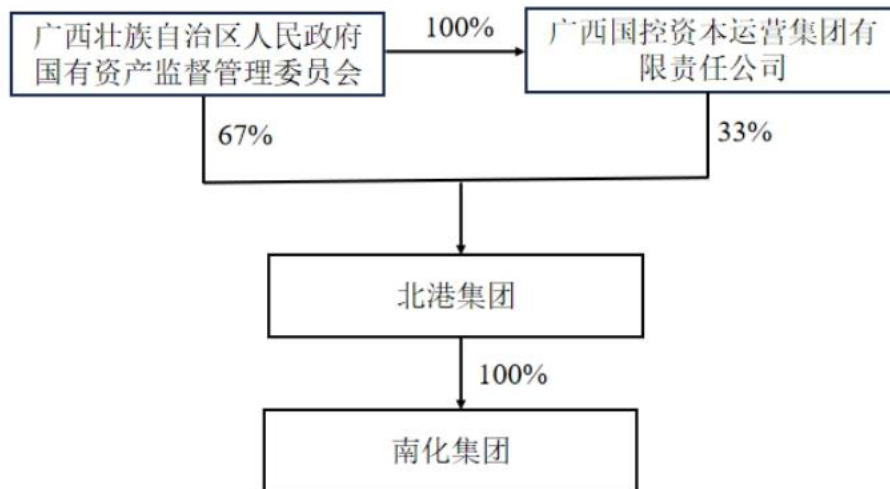 广西壮族自治区人民政府
国有资产监督管理委员会
100%
广西国控资本运营集团有
限责任公司
67%
33%
北港集团
100%
南化集团